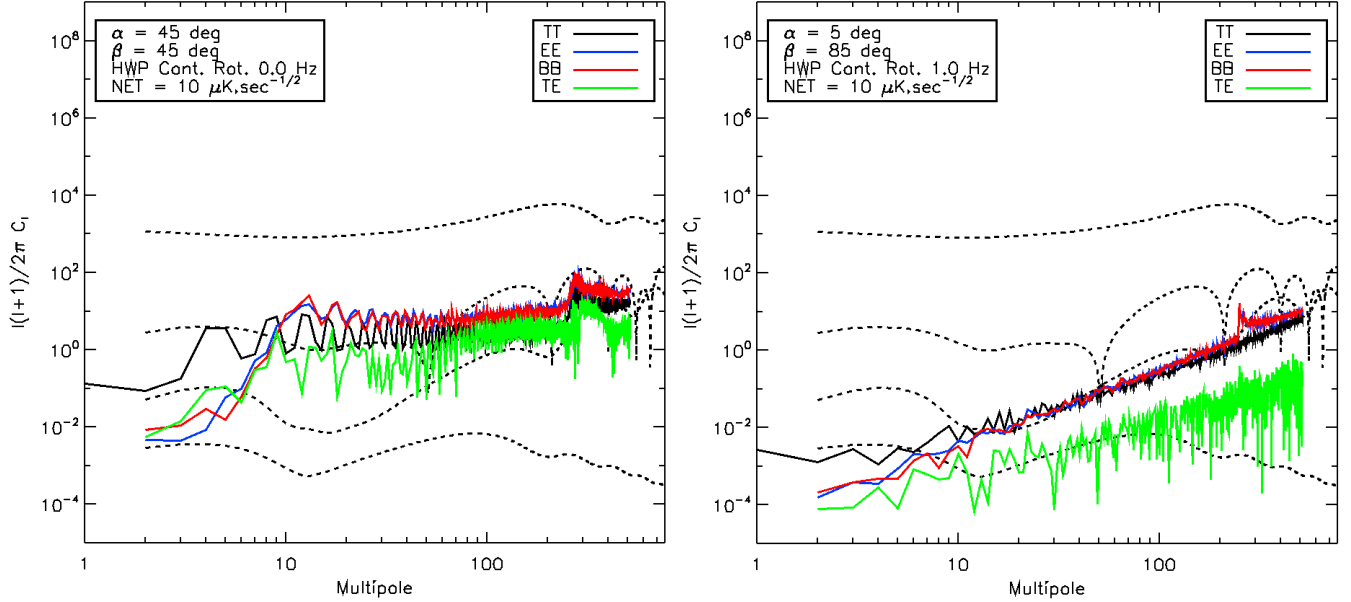 α = 45 deg
β = 45 deg
HWP Cont. Rot. 0.0 Hz
NET = 10 μK,sec^-1/2
TT
EE
BB
TE
10^8
10^6
10^4
10^2
10^0
10^-2
10^-4
l(l+1)/2π C_l
1 10 100
Multipole
α = 5 deg
β = 85 deg
HWP Cont. Rot. 1.0 Hz
NET = 10 μK,sec^-1/2
TT
EE
BB
TE
10^8
10^6
10^4
10^2
10^0
10^-2
10^-4
l(l+1)/2π C_l
1 10 100
Multipole